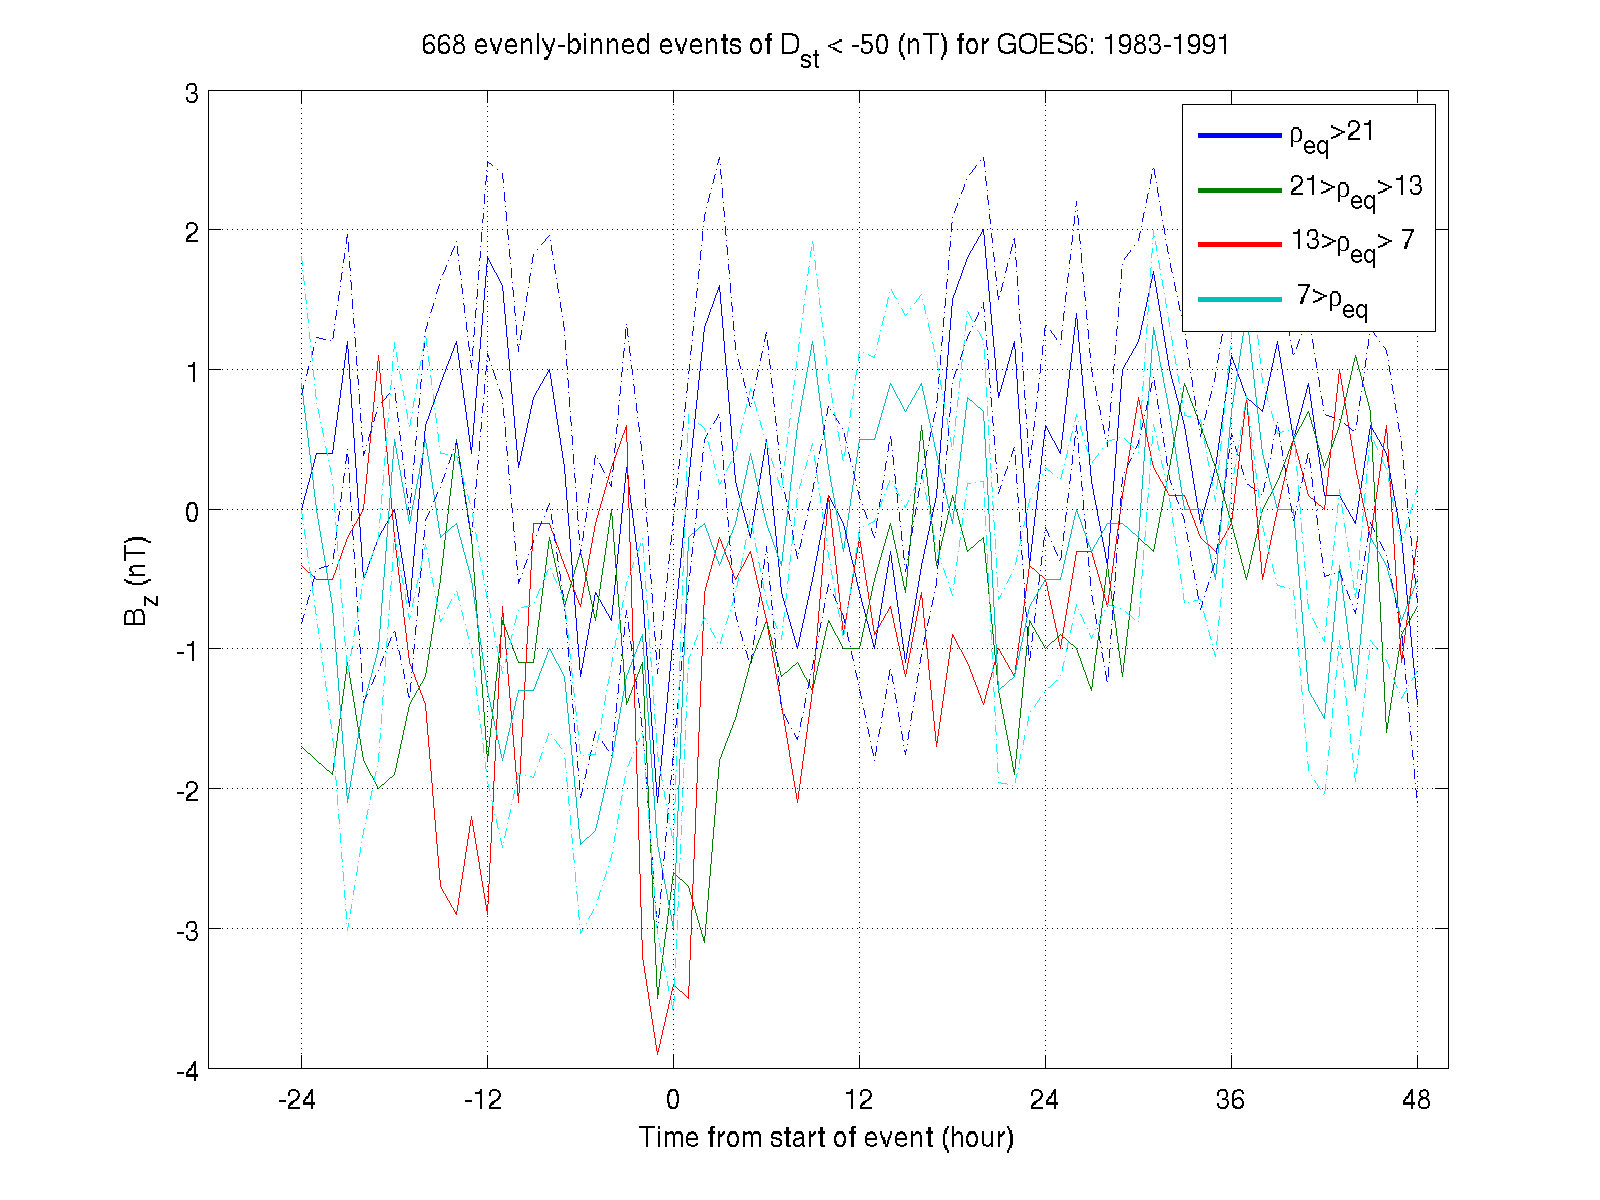 668 evenly-binned events of Dst < -50 (nT) for GOES6: 1983-1991
3
2
1
0
-1
-2
-3
-4
Bz (nT)
ρeq>21
21>ρeq>13
13>ρeq> 7
7>ρeq
-24 -12 0 12 24 36 48
Time from start of event (hour)